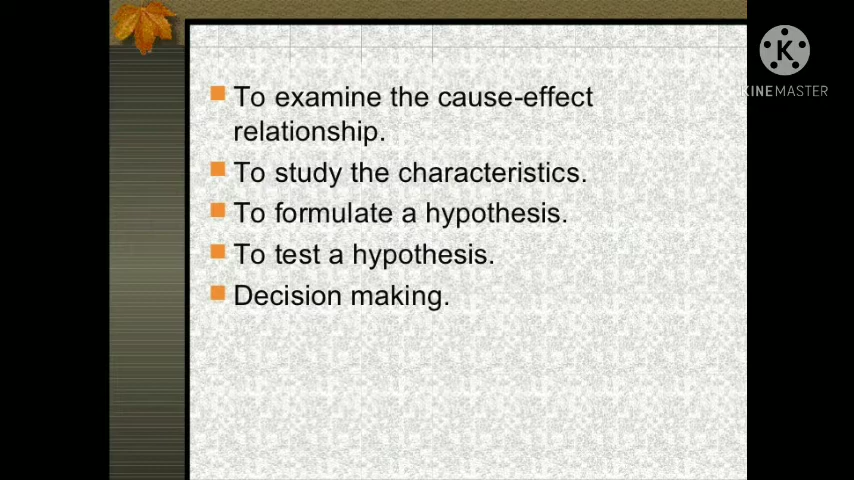 To examine the cause-effect
relationship.
To study the characteristics.
To formulate a hypothesis.
To test a hypothesis.
Decision making.
K
KINEMASTER